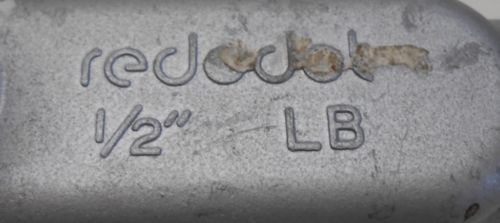 red dot
1/2" LB